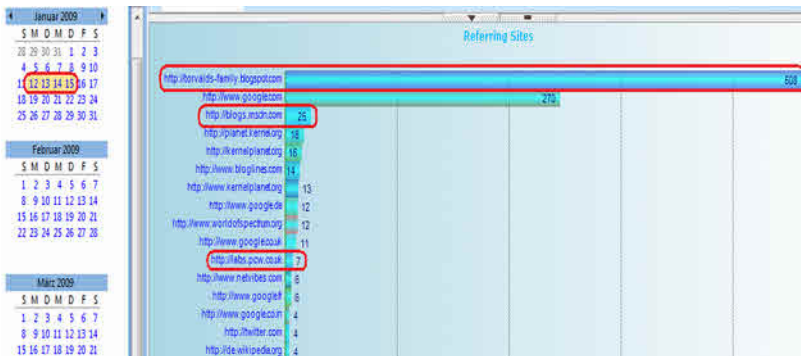 Januar 2009
S M D M D F S
28 29 30 31 1 2 3
4 5 6 7 8 9 10
11 12 13 14 15 16 17
18 19 20 21 22 23 24
25 26 27 28 29 30 31
Februar 2009
S M D M D F S
1 2 3 4 5 6 7
8 9 10 11 12 13 14
15 16 17 18 19 20 21
22 23 24 25 26 27 28
März 2009
S M D M D F S
1 2 3 4 5 6 7
8 9 10 11 12 13 14
15 16 17 18 19 20 21
Referring Sites
http://torvalds-family.blogspot.com 508
http://www.google.com 270
http://blogs.msdn.com 25
http://planet.kernel.org 18
http://kernelplanet.org 16
http://www.bloglines.com 14
http://www.kernelplanet.org 13
http://www.google.de 12
http://www.worldofspectrum.org 12
http://www.google.co.uk 11
http://labs.pcw.co.uk 7
http://www.netvibes.com 6
http://www.google.fr 6
http://www.google.co.in 4
http://twitter.com 4
http://de.wikipedia.org 4